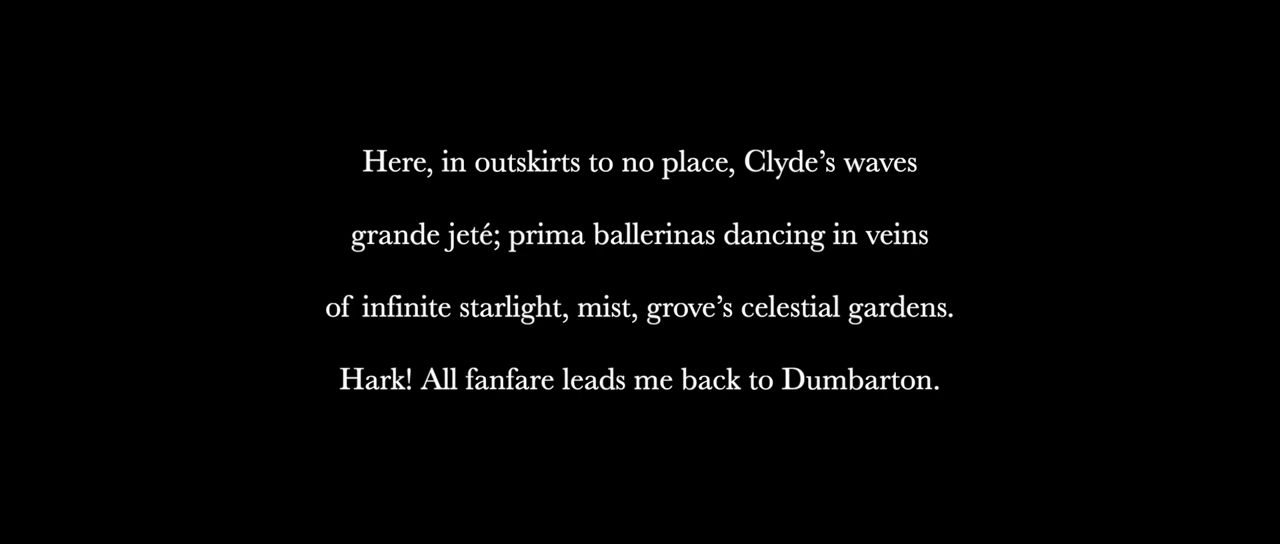 Here, in outskirts to no place, Clyde’s waves
grande jeté; prima ballerinas dancing in veins
of infinite starlight, mist, grove’s celestial gardens.
Hark! All fanfare leads me back to Dumbarton.